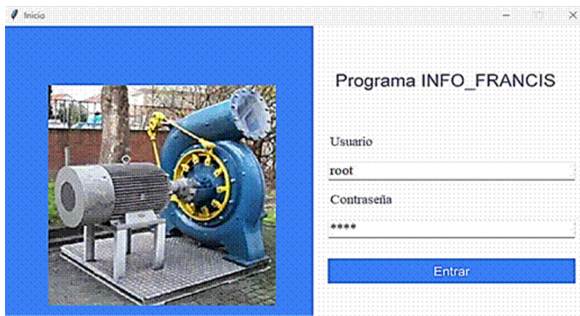 Inicio
Programa INFO_FRANCIS
Usuario
root
Contraseña
****
Entrar